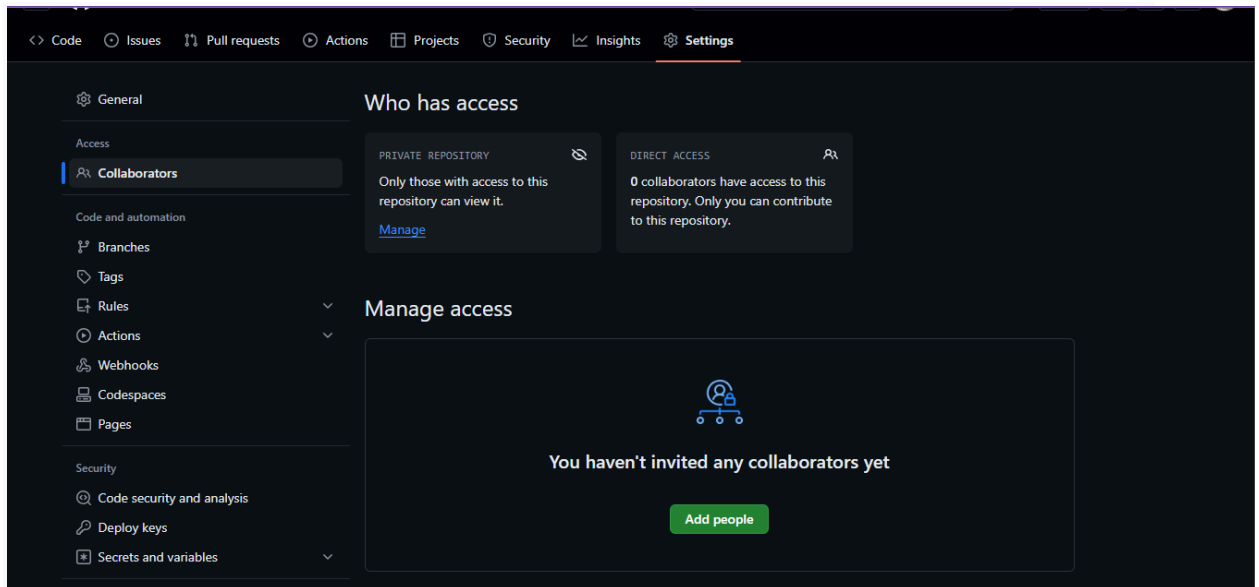 Code Issues Pull requests Actions Projects Security Insights Settings
General
Access
Collaborators
Code and automation
Branches
Tags
Rules
Actions
Webhooks
Codespaces
Pages
Security
Code security and analysis
Deploy keys
Secrets and variables
Who has access
PRIVATE REPOSITORY
Only those with access to this
repository can view it.
Manage
DIRECT ACCESS
0 collaborators have access to this
repository. Only you can contribute
to this repository.
Manage access
You haven't invited any collaborators yet
Add people